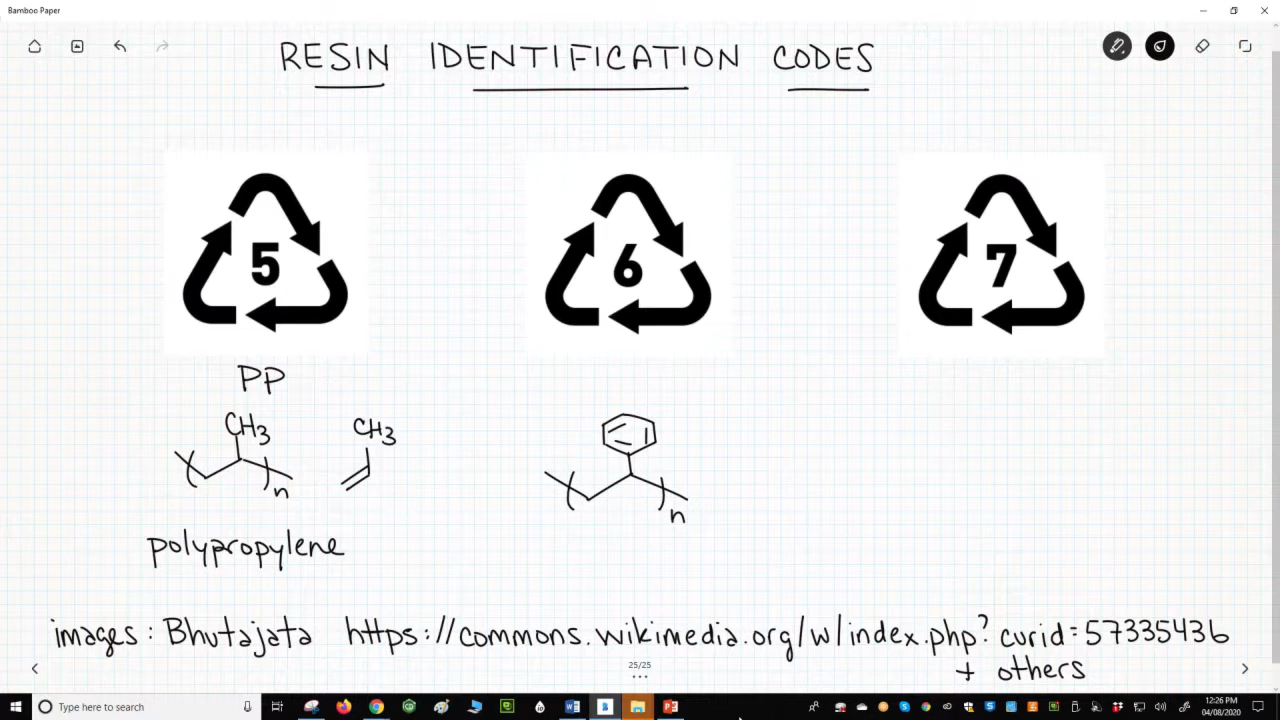 Bamboo Paper
RESIN IDENTIFICATION CODES
5 6 7
PP
CH3 CH3
n n
polypropylene
images: Bhutajata https://commons.wikimedia.org/w/index.php?curid=57335436
+ others
25/25
Type here to search
12:26 PM
04/08/2020